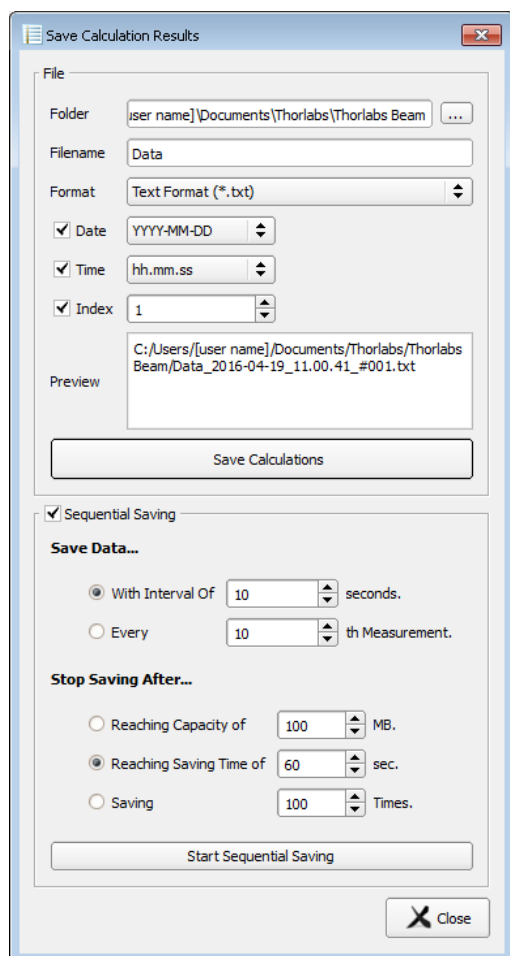 Save Calculation Results
File
Folder user name]\Documents\Thorlabs\Thorlabs Beam ...
Filename Data
Format Text Format (*.txt)
Date YYYY-MM-DD
Time hh.mm.ss
Index 1
Preview
C:/Users/[user name]/Documents/Thorlabs/Thorlabs
Beam/Data_2016-04-19_11.00.41_#001.txt
Save Calculations
Sequential Saving
Save Data...
With Interval Of 10 seconds.
Every 10 th Measurement.
Stop Saving After...
Reaching Capacity of 100 MB.
Reaching Saving Time of 60 sec.
Saving 100 Times.
Start Sequential Saving
Close